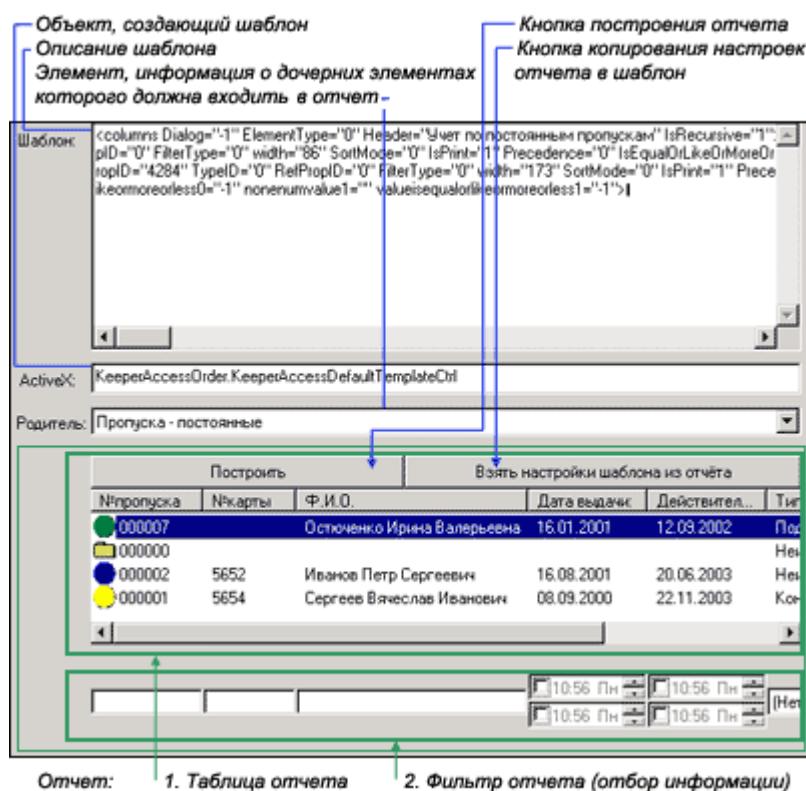 Объект, создающий шаблон
Описание шаблона
Элемент, информация о дочерних элементах
которого должна входить в отчет
Кнопка построения отчета
Кнопка копирования настроек
отчета в шаблон
Шаблон:
<columns Dialog="-1" ElementType="0" Header="Учет по постоянным пропускам" IsRecursive="1"
pID="0" FilterType="0" width="86" SortMode="0" IsPrint="1" Precedence="0" IsEqualOrLikeOrMoreOr
ropID="4284" TypeID="0" RefPropID="0" FilterType="0" width="173" SortMode="0" IsPrint="1" Prece
ikeormoreorless0="-1" nonenumvalue1="" valueisequalorlikeormoreorless1="-1">
ActiveX: KeeperAccessOrder.KeeperAccessDefaultTemplateCtrl
Родитель: Пропуска - постоянные
Построить Взять настройки шаблона из отчёта
№пропуска №карты Ф.И.О. Дата выдачи: Действител... Тип
000007 Остюченко Ирина Валерьевна 16.01.2001 12.09.2002 Под
000000 Неи
000002 5652 Иванов Петр Сергеевич 16.08.2001 20.06.2003 Неи
000001 5654 Сергеев Вячеслав Иванович 08.09.2000 22.11.2003 Кон
10:56 Пн 10:56 Пн (Нет
10:56 Пн 10:56 Пн
Отчет: 1. Таблица отчета 2. Фильтр отчета (отбор информации)